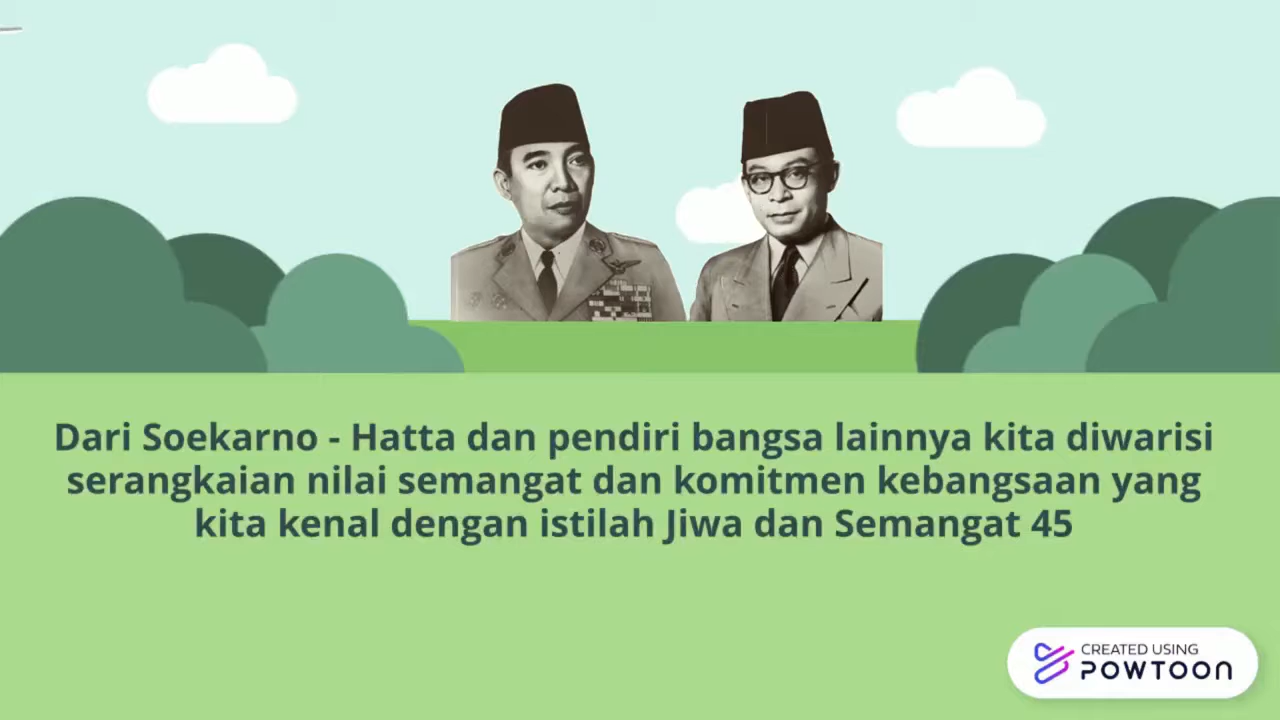 Dari Soekarno - Hatta dan pendiri bangsa lainnya kita diwarisi
serangkaian nilai semangat dan komitmen kebangsaan yang
kita kenal dengan istilah Jiwa dan Semangat 45
CREATED USING
POWTOON